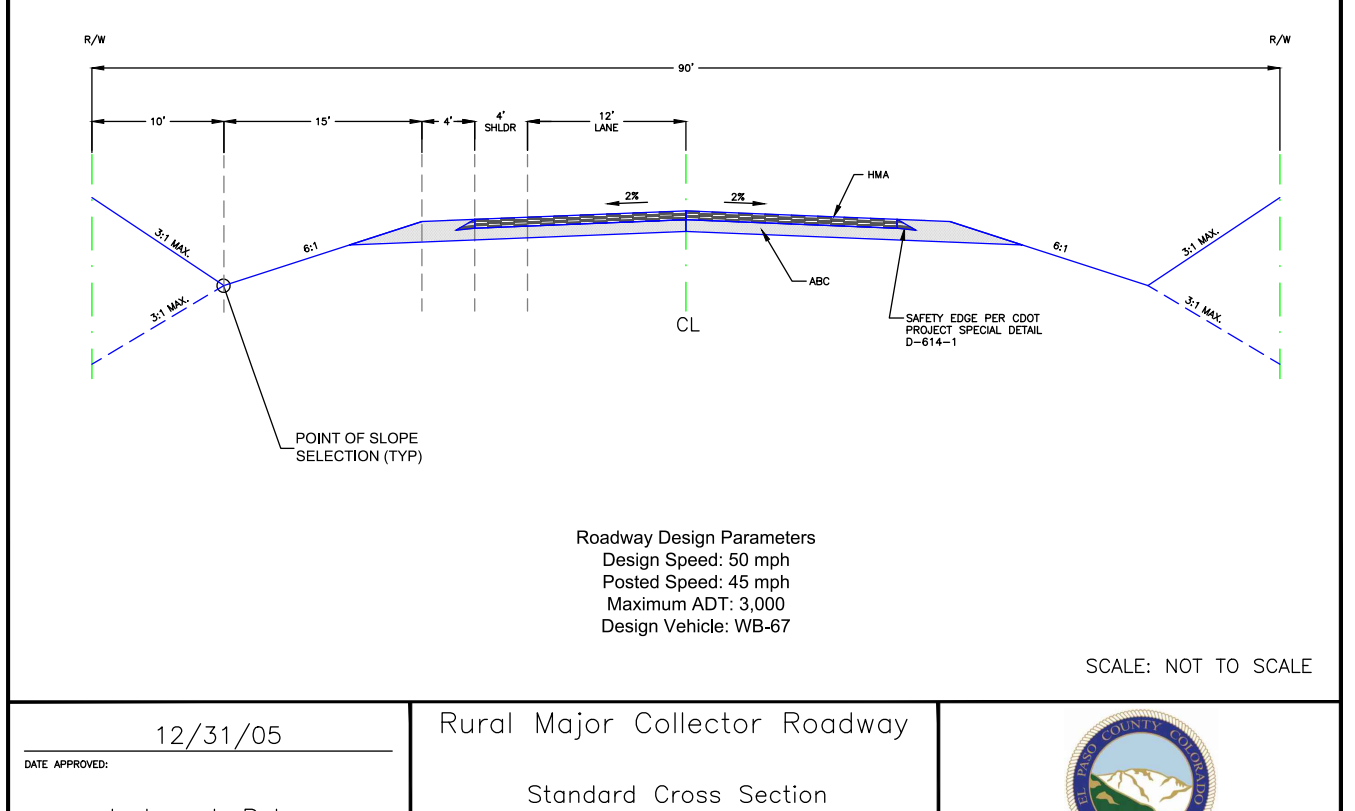 R/W
R/W
90'
10'
15'
4'
4'
SHLDR
12'
LANE
HMA
2%
2%
3:1 MAX.
6:1
6:1
3:1 MAX.
3:1 MAX.
3:1 MAX.
ABC
SAFETY EDGE PER CDOT
PROJECT SPECIAL DETAIL
D-614-1
CL
POINT OF SLOPE
SELECTION (TYP)
Roadway Design Parameters
Design Speed: 50 mph
Posted Speed: 45 mph
Maximum ADT: 3,000
Design Vehicle: WB-67
SCALE: NOT TO SCALE
12/31/05
DATE APPROVED:
Rural Major Collector Roadway
Standard Cross Section
EL PASO COUNTY COLORADO